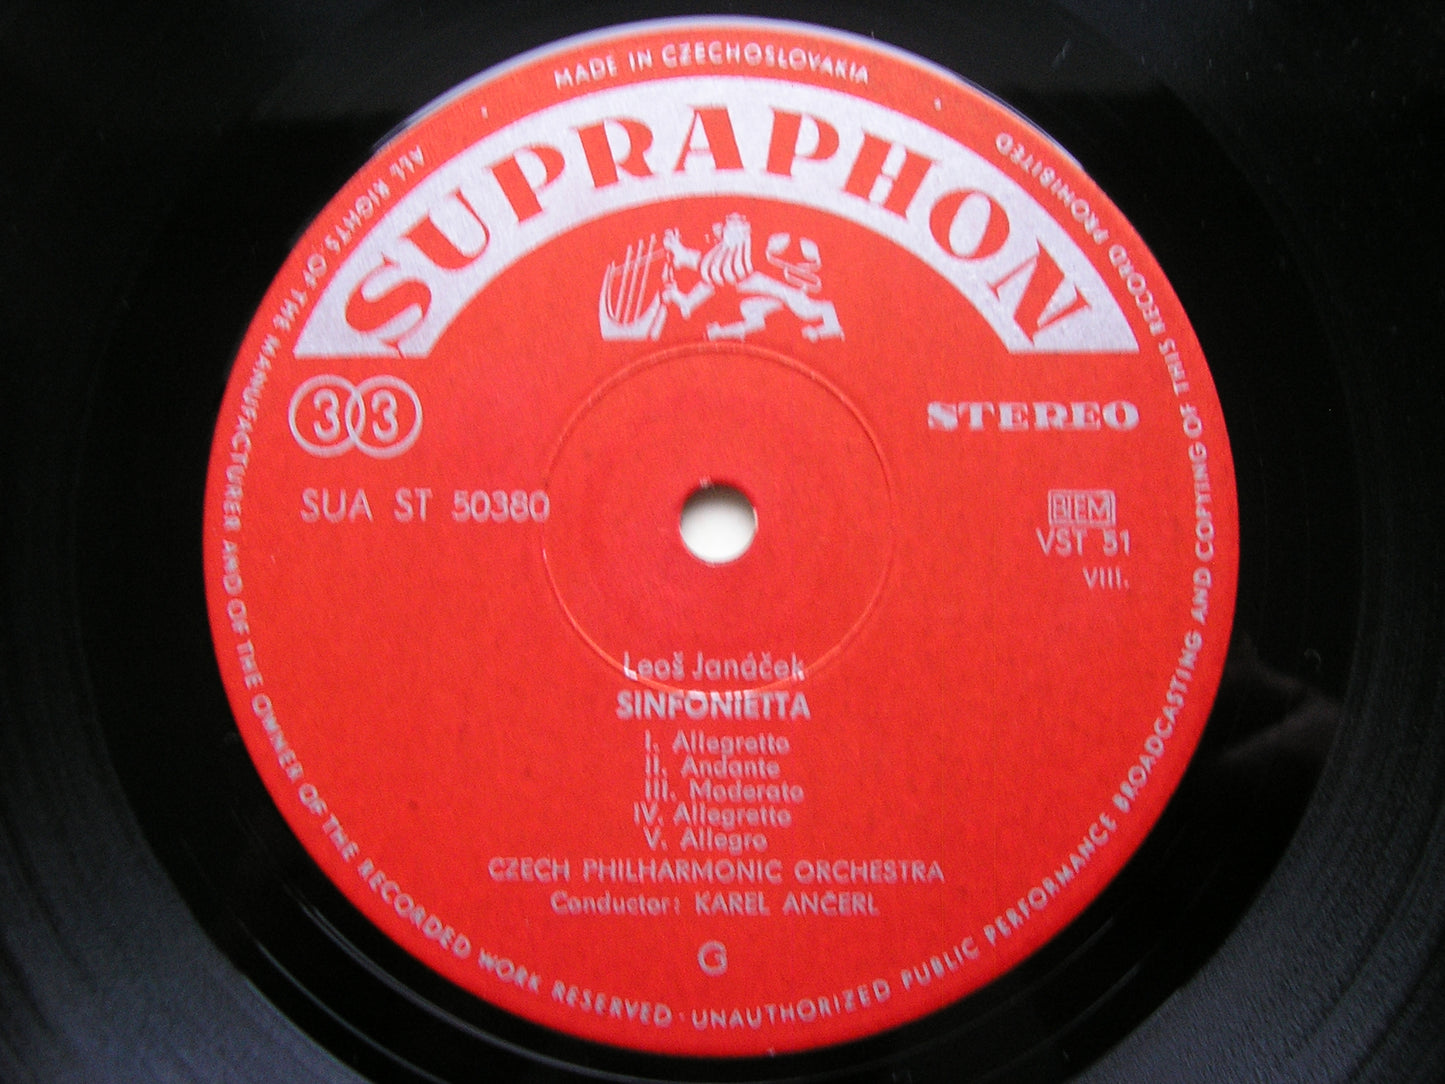 MADE IN CZECHOSLOVAKIA
SUPRAPHON
33
STEREO
SUA ST 50380
BIEM
VST 51
VIII.
Leoš Janáček
SINFONIETTA
I. Allegretto
II. Andante
III. Moderato
IV. Allegretto
V. Allegro
CZECH PHILHARMONIC ORCHESTRA
Conductor: KAREL ANČERL
G
ALL RIGHTS OF THE MANUFACTURER AND OF THE OWNER OF THE RECORDED WORK RESERVED · UNAUTHORIZED PUBLIC PERFORMANCE BROADCASTING AND COPYING OF THIS RECORD PROHIBITED